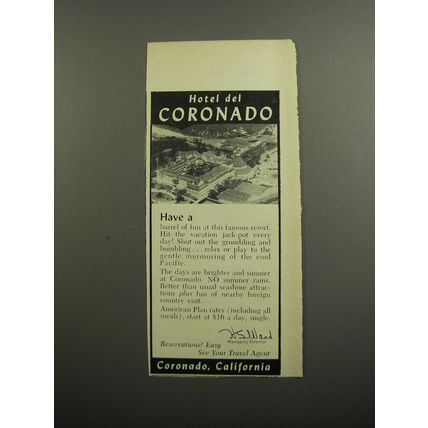 Hotel del
CORONADO
Have a
barrel of fun at this famous resort.
Hit the vacation jack-pot every
day! Shut out the grumbling and
bumbling . . . relax or play to the
gentle murmuring of the cool
Pacific.
The days are brighter and sunnier
at Coronado. NO summer rains.
Better than usual seashore attrac-
tions plus fun of nearby foreign
country visit.
American Plan rates (including all
meals), start at $16 a day, single.
Managing Director
Reservations? Easy
See Your Travel Agent
Coronado, California